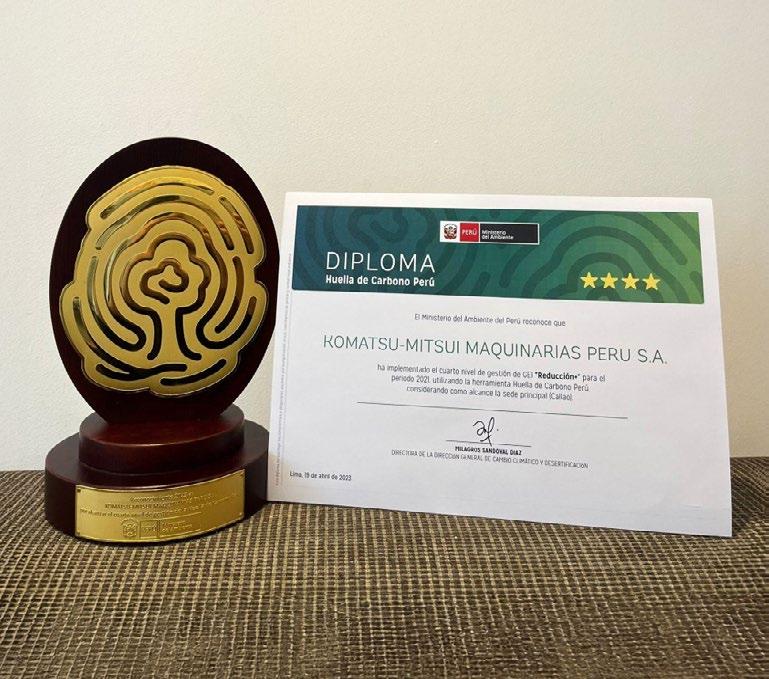 PERÚ
Ministerio
del Ambiente
DIPLOMA
Huella de Carbono Perú
El Ministerio del Ambiente del Perú reconoce que
KOMATSU-MITSUI MAQUINARIAS PERU S.A.
ha implementado el cuarto nivel de gestión de GEI "Reducción+" para el
periodo 2021, utilizando la herramienta Huella de Carbono Perú
considerando como alcance la sede principal (Callao).
MILAGROS SANDOVAL DIAZ
DIRECTORA DE LA DIRECCIÓN GENERAL DE CAMBIO CLIMÁTICO Y DESERTIFICACIÓN
Lima, 19 de abril de 2023
KOMATSU-MITSUI MAQUINARIAS